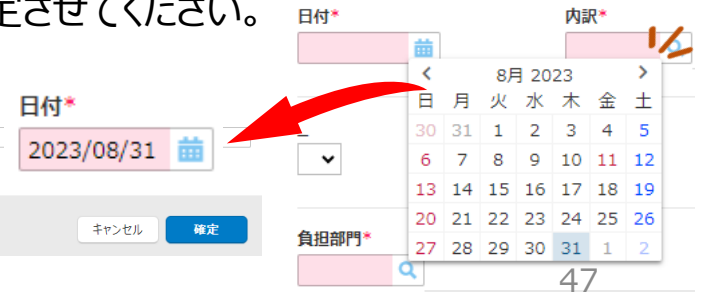 定させてください。
日付*
内訳*
8月 2023
日 月 火 水 木 金 土
30 31 1 2 3 4 5
6 7 8 9 10 11 12
13 14 15 16 17 18 19
20 21 22 23 24 25 26
27 28 29 30 31 1 2
日付*
2023/08/31
キャンセル 確定
負担部門*
47